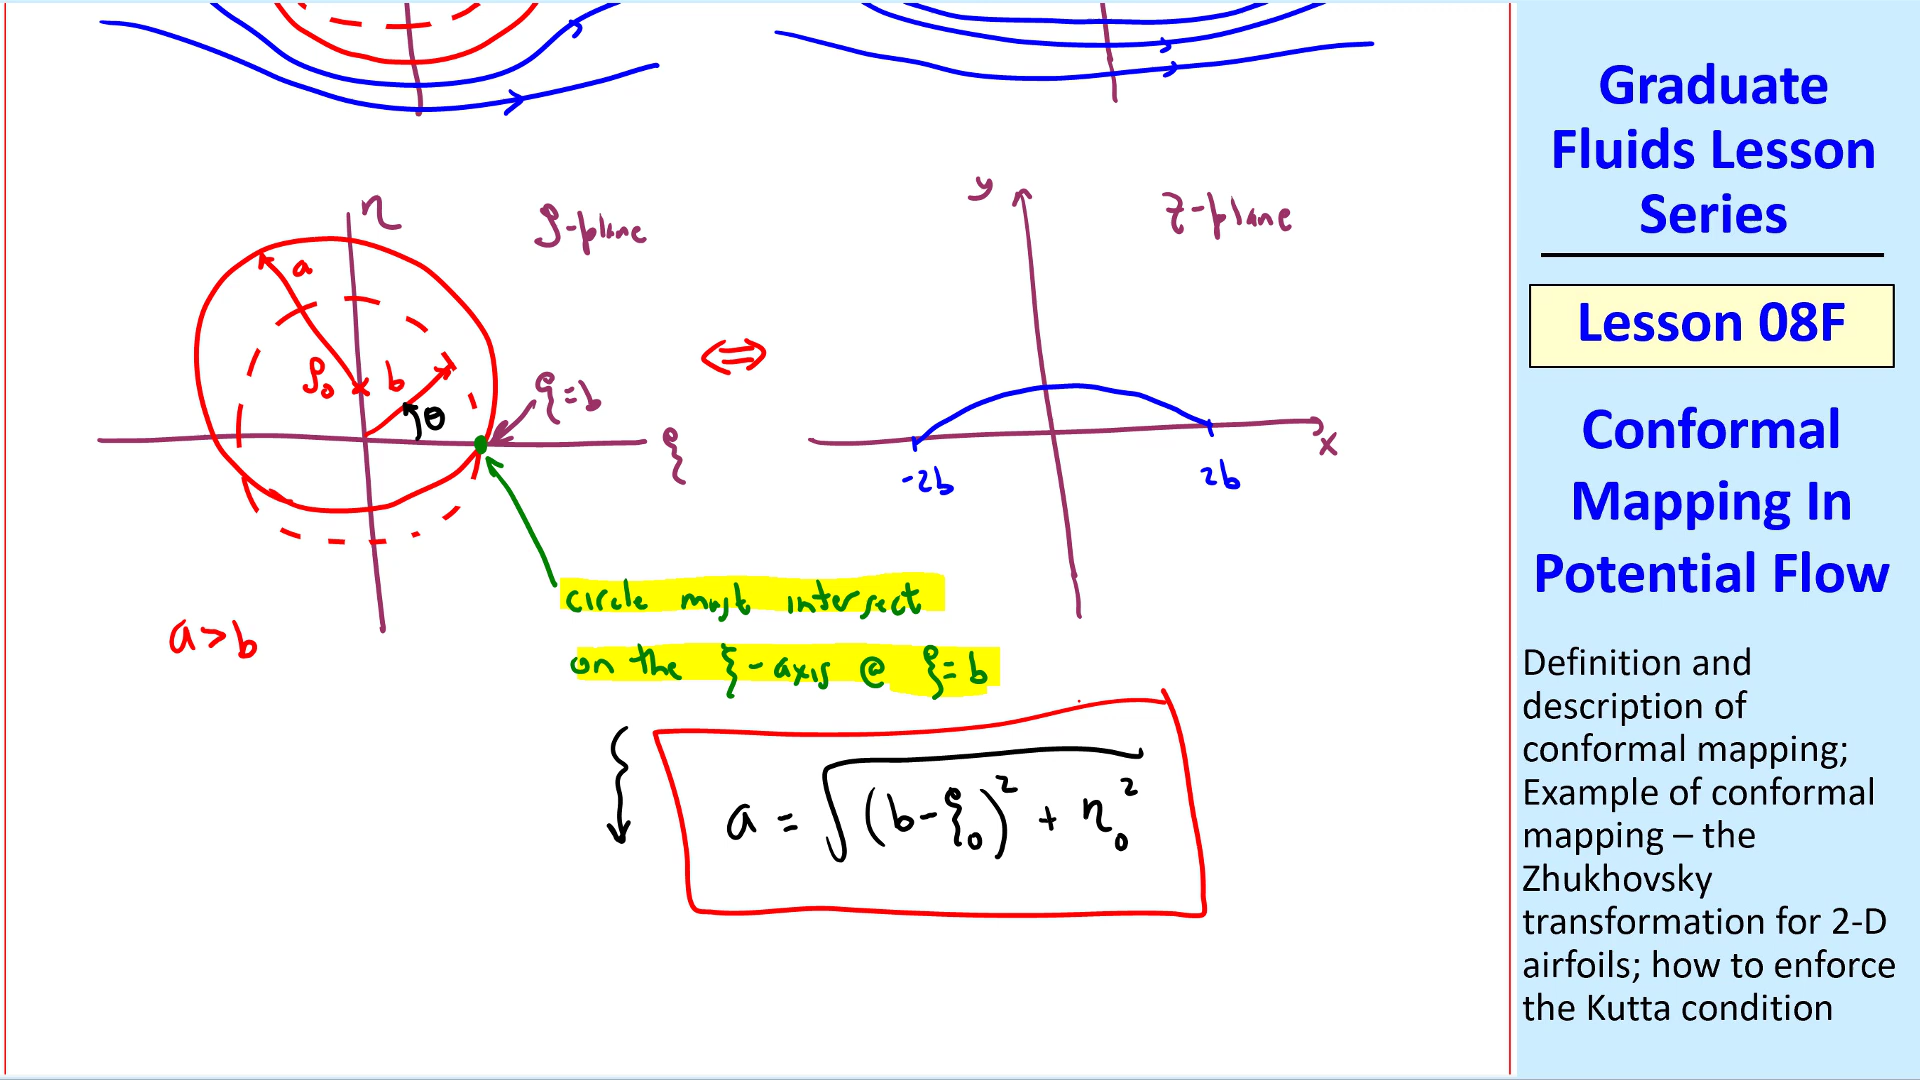 η
ζ-plane
a
ζ₀
b
θ
ξ=b
ξ
a>b
y
z-plane
x
-2b
2b
circle must intersect
on the ξ-axis @ ξ=b
a = √((b-ξ₀)² + η₀²)
Graduate
Fluids Lesson
Series
Lesson 08F
Conformal
Mapping In
Potential Flow
Definition and
description of
conformal mapping;
Example of conformal
mapping – the
Zhukhovsky
transformation for 2-D
airfoils; how to enforce
the Kutta condition